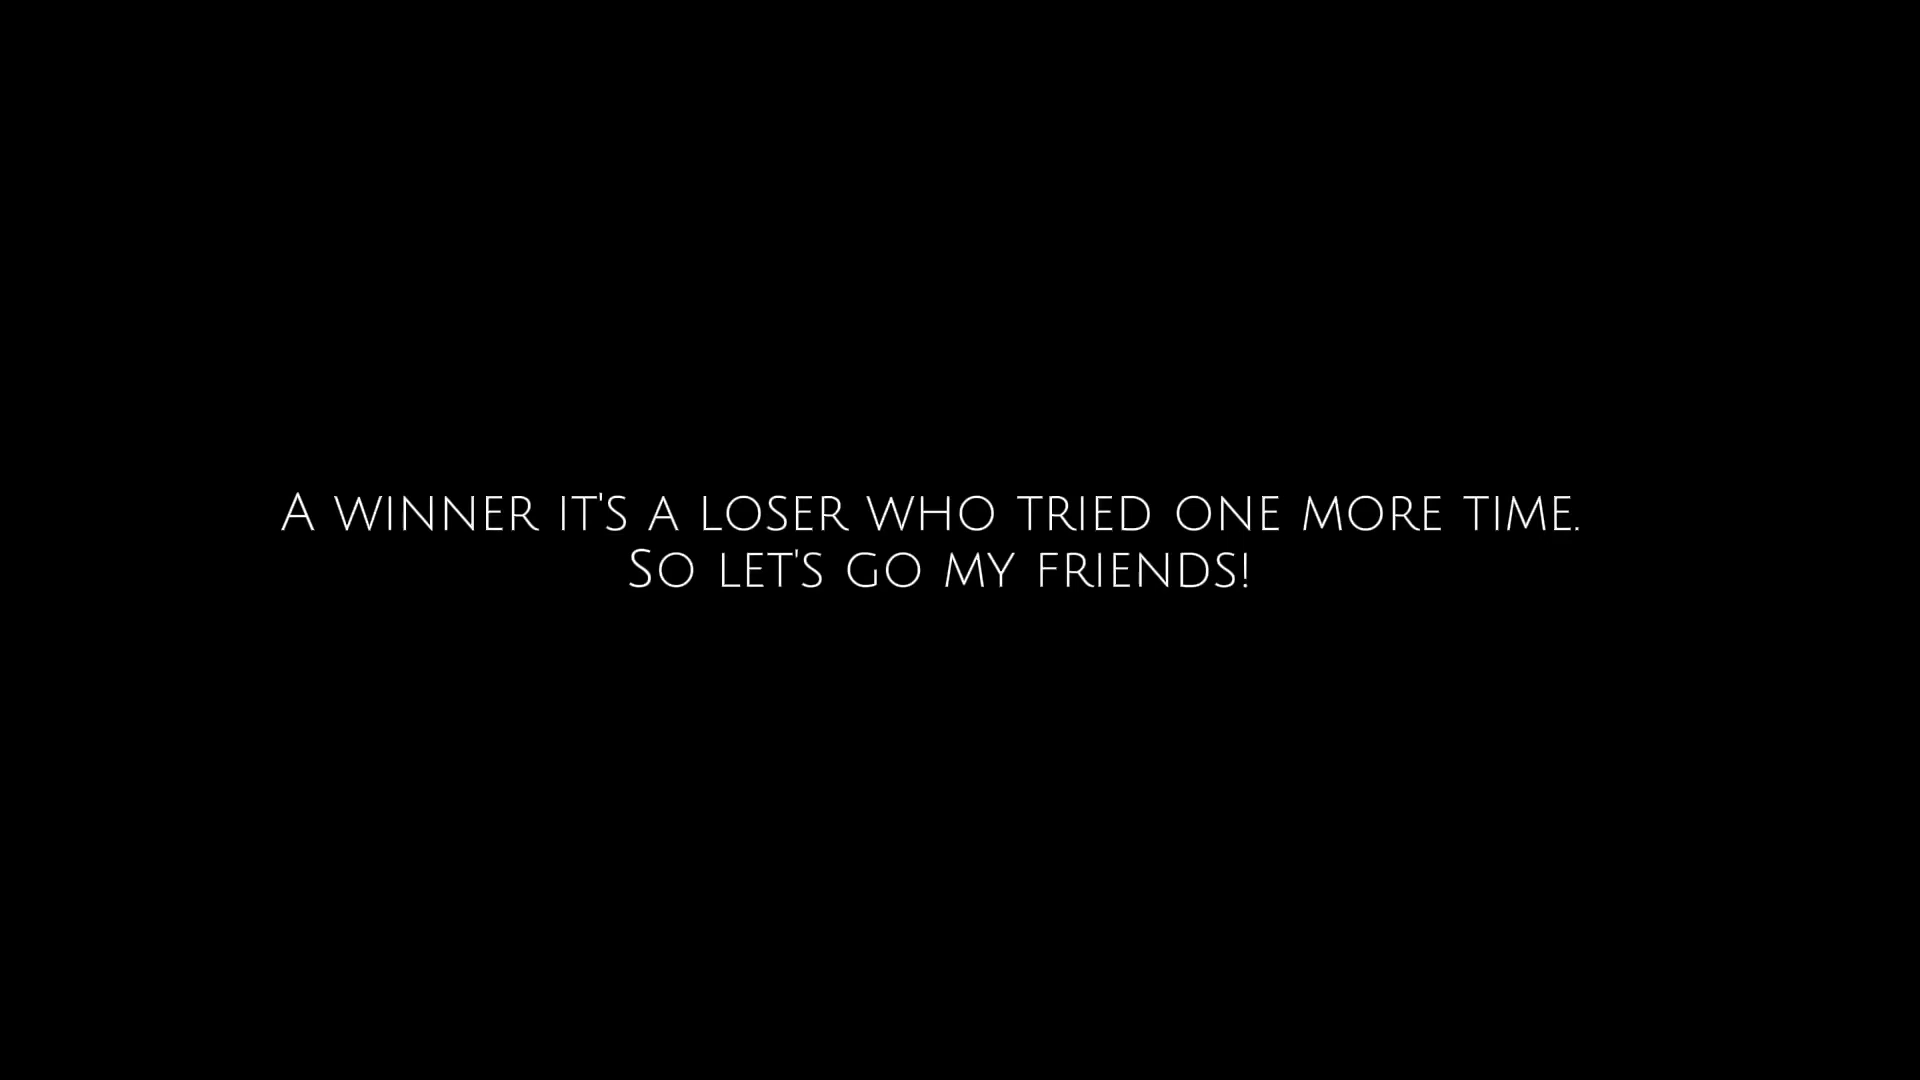 A winner it's a loser who tried one more time.
So let's go my friends!